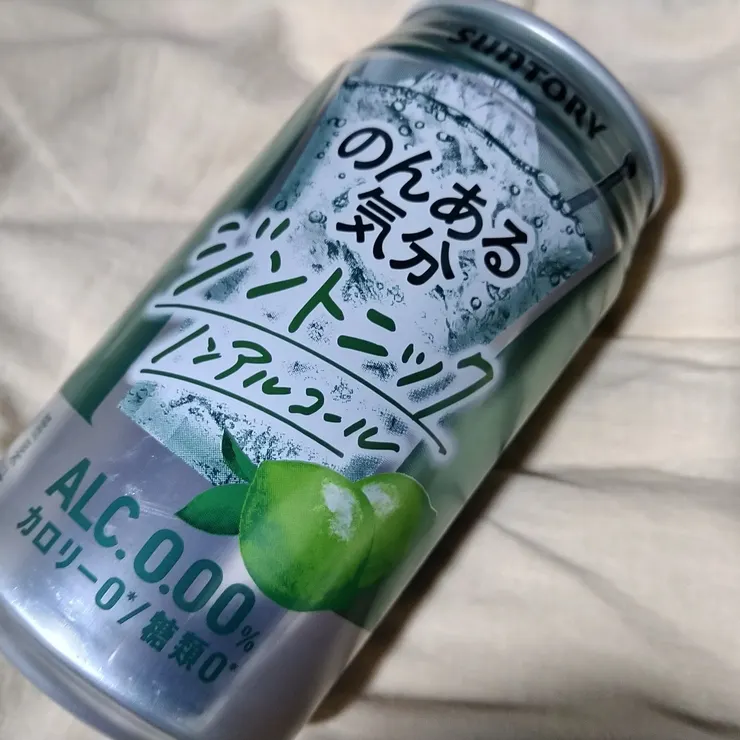 SUNTORY
のんある
気分
ジントニック
ノンアルコール
ALC.0.00%
カロリー0*/糖類0*